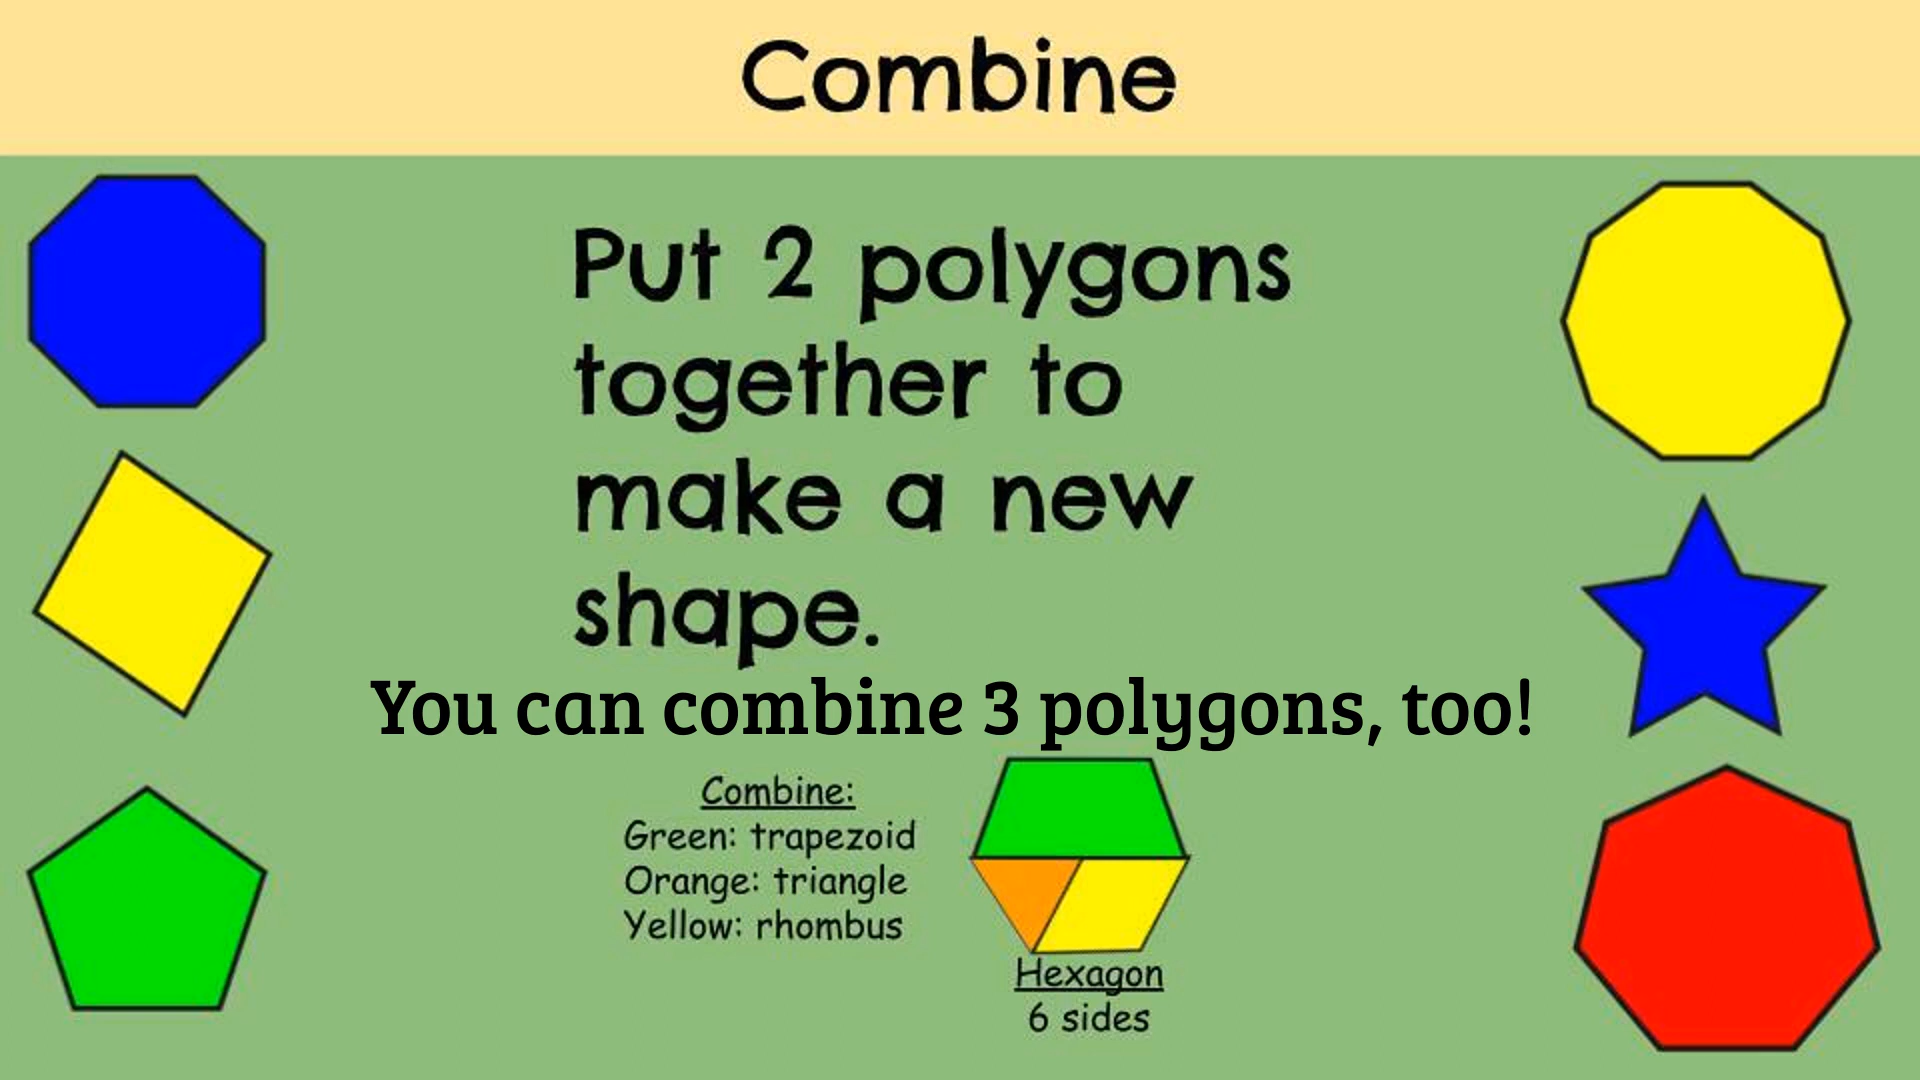 Combine
Put 2 polygons
together to
make a new
shape.
You can combine 3 polygons, too!
Combine:
Green: trapezoid
Orange: triangle
Yellow: rhombus
Hexagon
6 sides